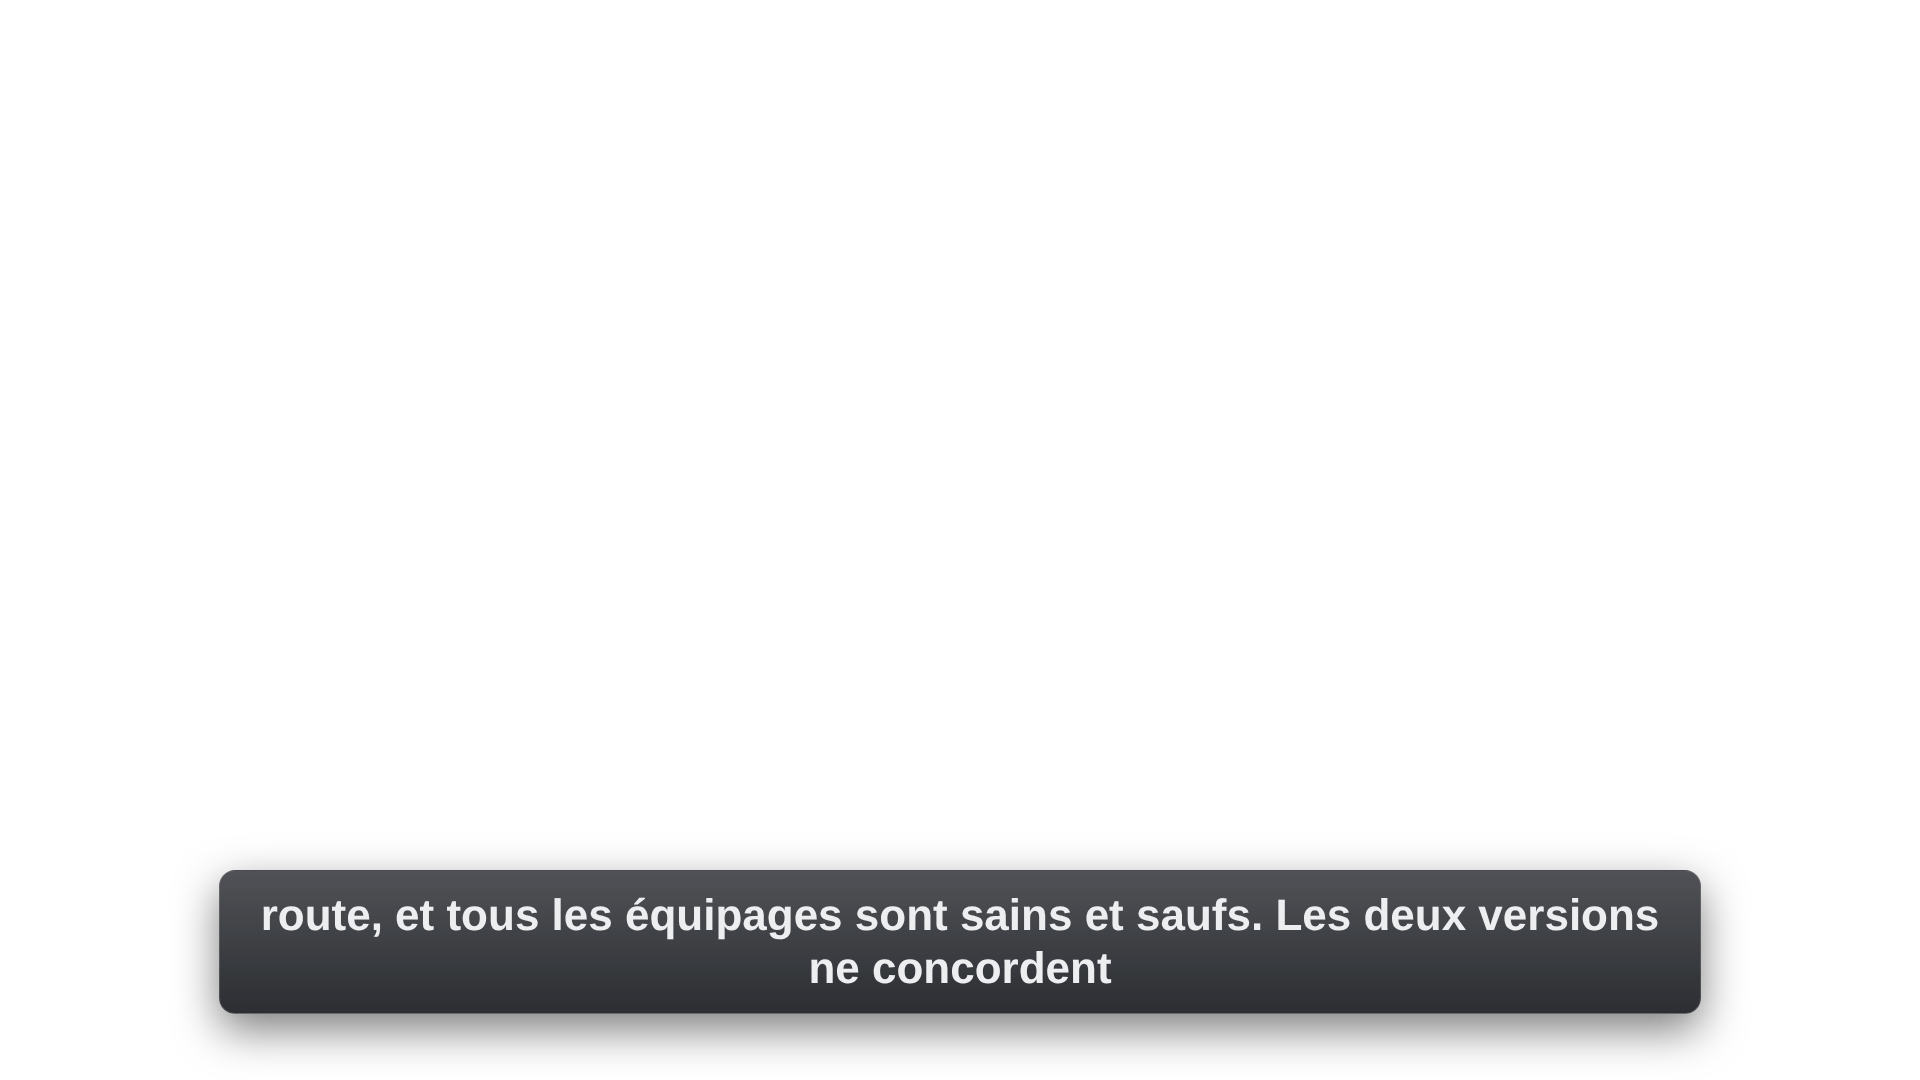 route, et tous les équipages sont sains et saufs. Les deux versions
ne concordent